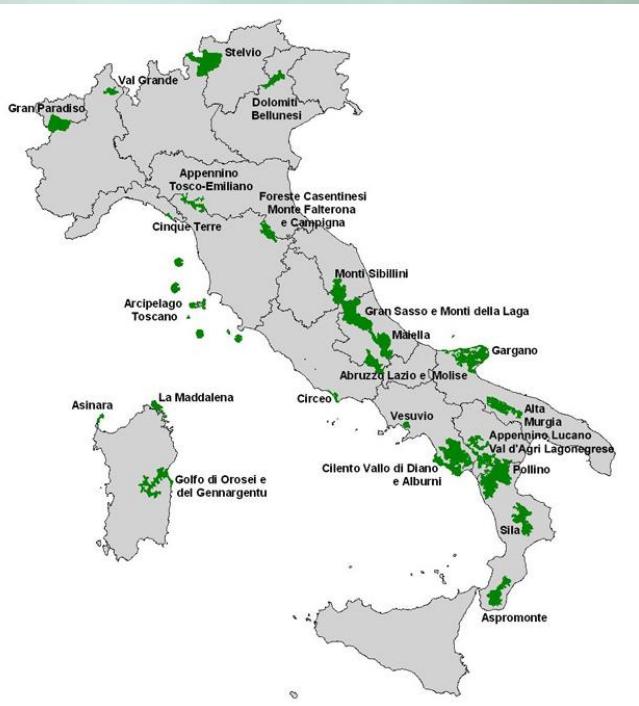 Stelvio
Val Grande
Gran Paradiso
Dolomiti
Bellunesi
Appennino
Tosco-Emiliano
Foreste Casentinesi
Monte Falterona
e Campigna
Cinque Terre
Monti Sibillini
Arcipelago
Toscano
Gran Sasso e Monti della Laga
Maiella
Gargano
Abruzzo Lazio e Molise
Circeo
La Maddalena
Asinara
Vesuvio
Alta
Murgia
Appennino Lucano
Val d'Agri Lagonegrese
Cilento Vallo di Diano
e Alburni
Pollino
Golfo di Orosei e
del Gennargentu
Sila
Aspromonte